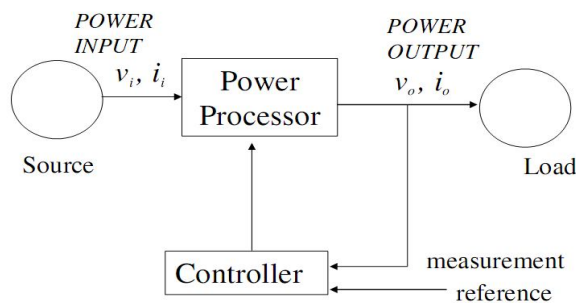 POWER
INPUT
v_i, i_i
Source
Power
Processor
POWER
OUTPUT
v_o, i_o
Load
Controller
measurement
reference